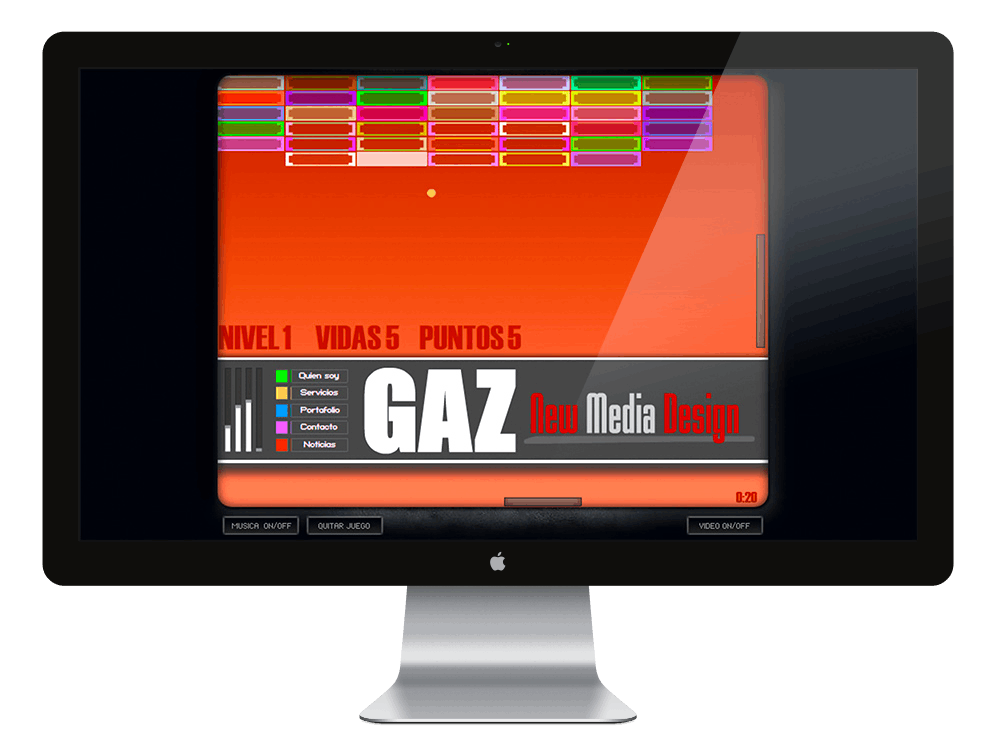 NIVEL 1 VIDAS 5 PUNTOS 5
Quien soy
Servicios
Portafolio
Contacto
Noticias
GAZ
New Media Design
0:20
MUSICA ON/OFF
QUITAR JUEGO
VIDEO ON/OFF